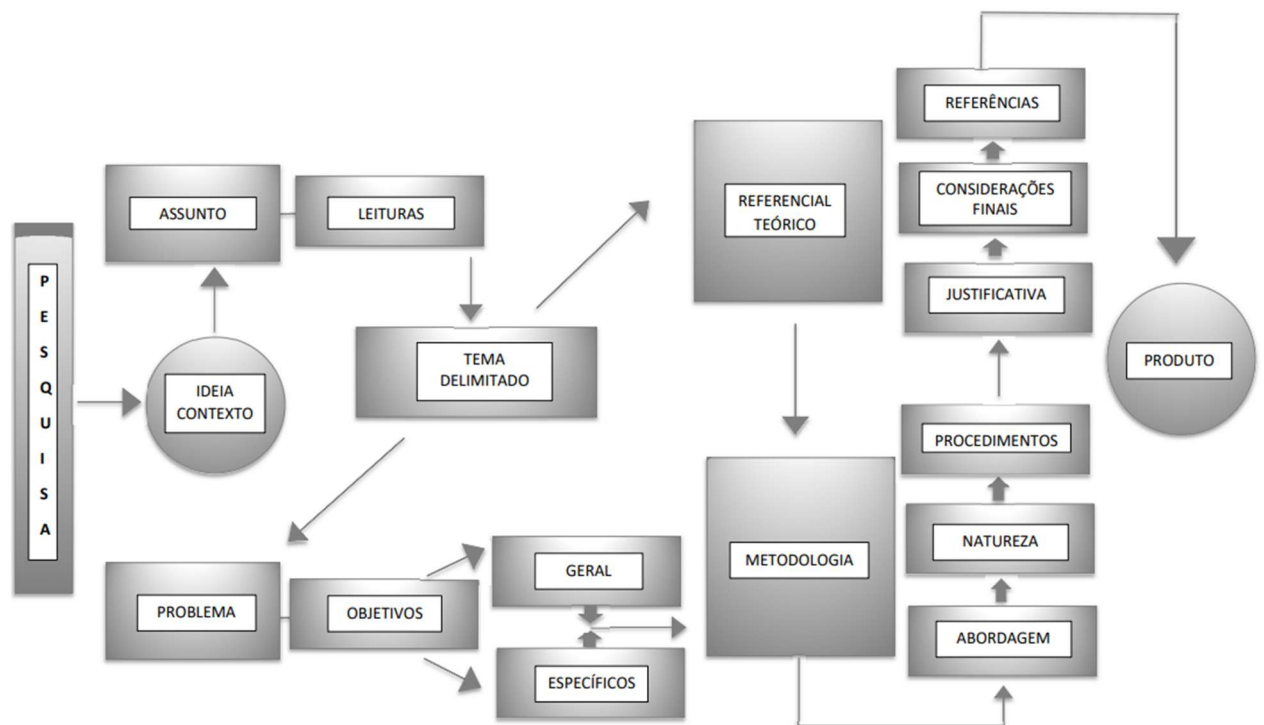 PESQUISA
IDEIA
CONTEXTO
ASSUNTO
LEITURAS
TEMA
DELIMITADO
PROBLEMA
OBJETIVOS
GERAL
ESPECÍFICOS
REFERENCIAL
TEÓRICO
METODOLOGIA
ABORDAGEM
NATUREZA
PROCEDIMENTOS
JUSTIFICATIVA
CONSIDERAÇÕES
FINAIS
REFERÊNCIAS
PRODUTO